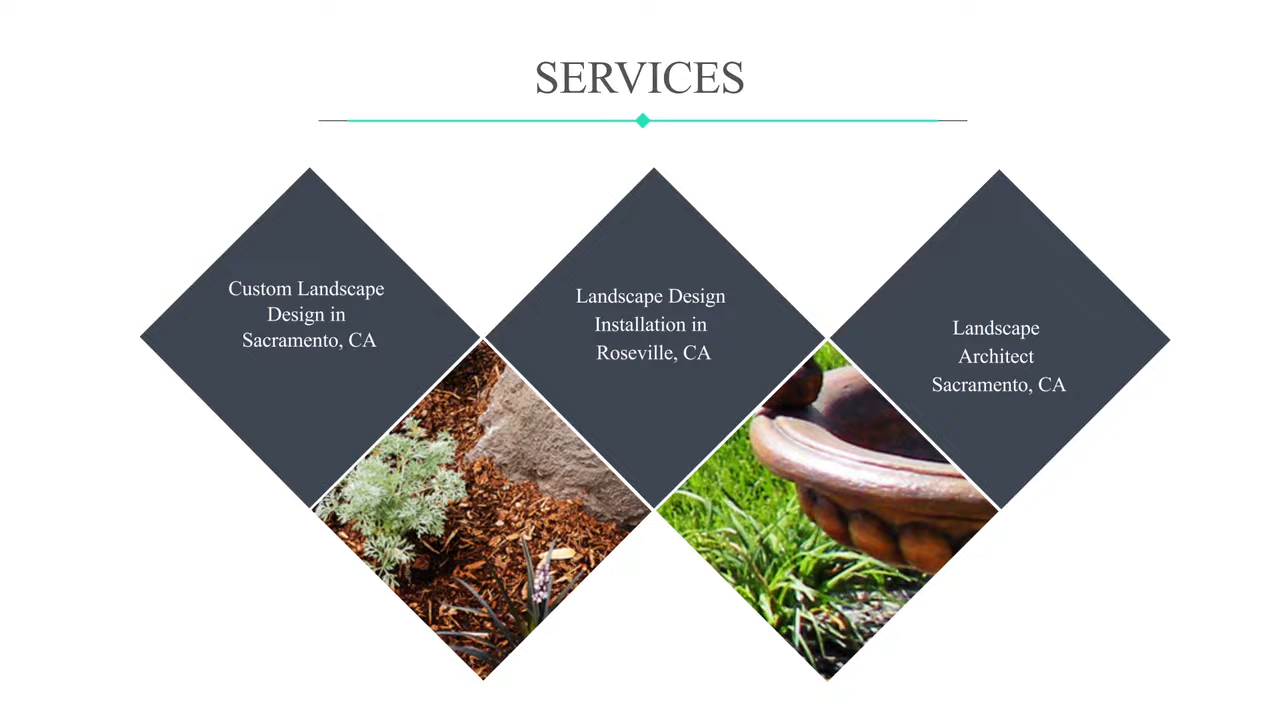 SERVICES
Custom Landscape
Design in
Sacramento, CA
Landscape Design
Installation in
Roseville, CA
Landscape
Architect
Sacramento, CA